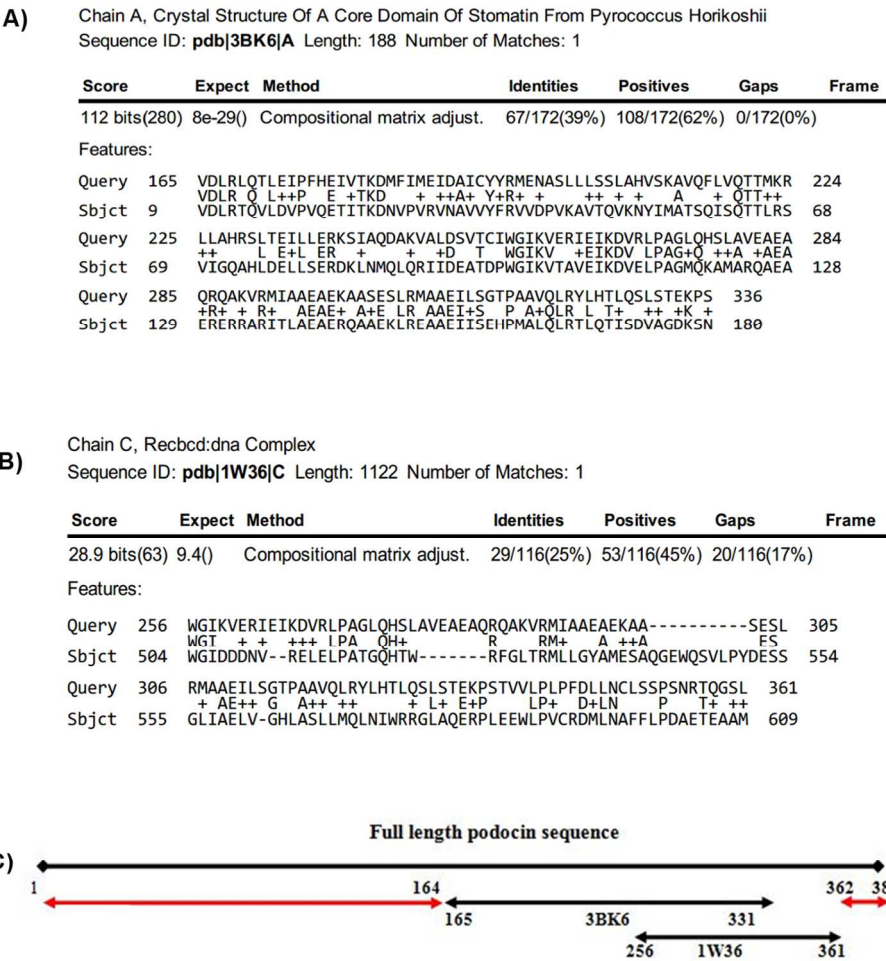 A)
Chain A, Crystal Structure Of A Core Domain Of Stomatin From Pyrococcus Horikoshii
Sequence ID: pdb|3BK6|A Length: 188 Number of Matches: 1
Score Expect Method Identities Positives Gaps Frame
112 bits(280) 8e-29() Compositional matrix adjust. 67/172(39%) 108/172(62%) 0/172(0%)
Features:
Query 165 VDLRLQTLEIPFHEIVTKDMFIMEIDAICYYRMENASLLLSSLAHVSKAVQFLVQTTMKR 224
VDLR Q L++P E +TKD + ++A+ Y+R+ + ++ + + A + QTT++
Sbjct 9 VDLRTQVLDVPVQETITKDNVPVRVNAVVYFRVVDPVKAVTQVKNYIMATSQISQTTLRS 68
Query 225 LLAHRSLTEILLERKSIAQDAKVALDSVTCIWGIKVERIEIKDVRLPAGLQHSLAVEAEA 284
++ L E+L ER + + +D T WGIKV +EIKDV LPAG+Q ++A +AEA
Sbjct 69 VIGQAHLDELLSERDKLNMQLQRIIDEATDPWGIKVTAVEIKDVELPAGMQKAMARQAEA 128
Query 285 QRQAKVRMIAAEAEKAASESLRMAAEILSGTPAAVQLRYLHTLQSLSTEKPS 336
+R+ + R+ AEAE+ A+E LR AAEI+S P A+QLR L T+ ++ +K +
Sbjct 129 ERERRARITLAEAERQAAEKLREAAEIISEHPMALQLRTLQTISDVAGDKSN 180
B)
Chain C, Recbcd:dna Complex
Sequence ID: pdb|1W36|C Length: 1122 Number of Matches: 1
Score Expect Method Identities Positives Gaps Frame
28.9 bits(63) 9.4() Compositional matrix adjust. 29/116(25%) 53/116(45%) 20/116(17%)
Features:
Query 256 WGIKVERIEIKDVRLPAGLQHSLAVEAEAQRQAKVRMIAAEAEKAA----------SESL 305
WGI + + +++ LPA QH+ R RM+ A ++A ES
Sbjct 504 WGIDDDNV--RELELPATGQHTW-------RFGLTRMLLGYAMESAQGEWQSVLPYDESS 554
Query 306 RMAAEILSGTPAAVQLRYLHTLQSLSTEKPSTVVLPLPFDLLNCLSSPSNRTQGSL 361
+ AE++ G A++ ++ + L+ E+P LP+ D+LN P T+ ++
Sbjct 555 GLIAELV-GHLASLLMQLNIWRRGLAQERPLEEWLPVCRDMLNAFFLPDAETEAAM 609
Full length podocin sequence
1 164 362
165 3BK6 331
256 1W36 361